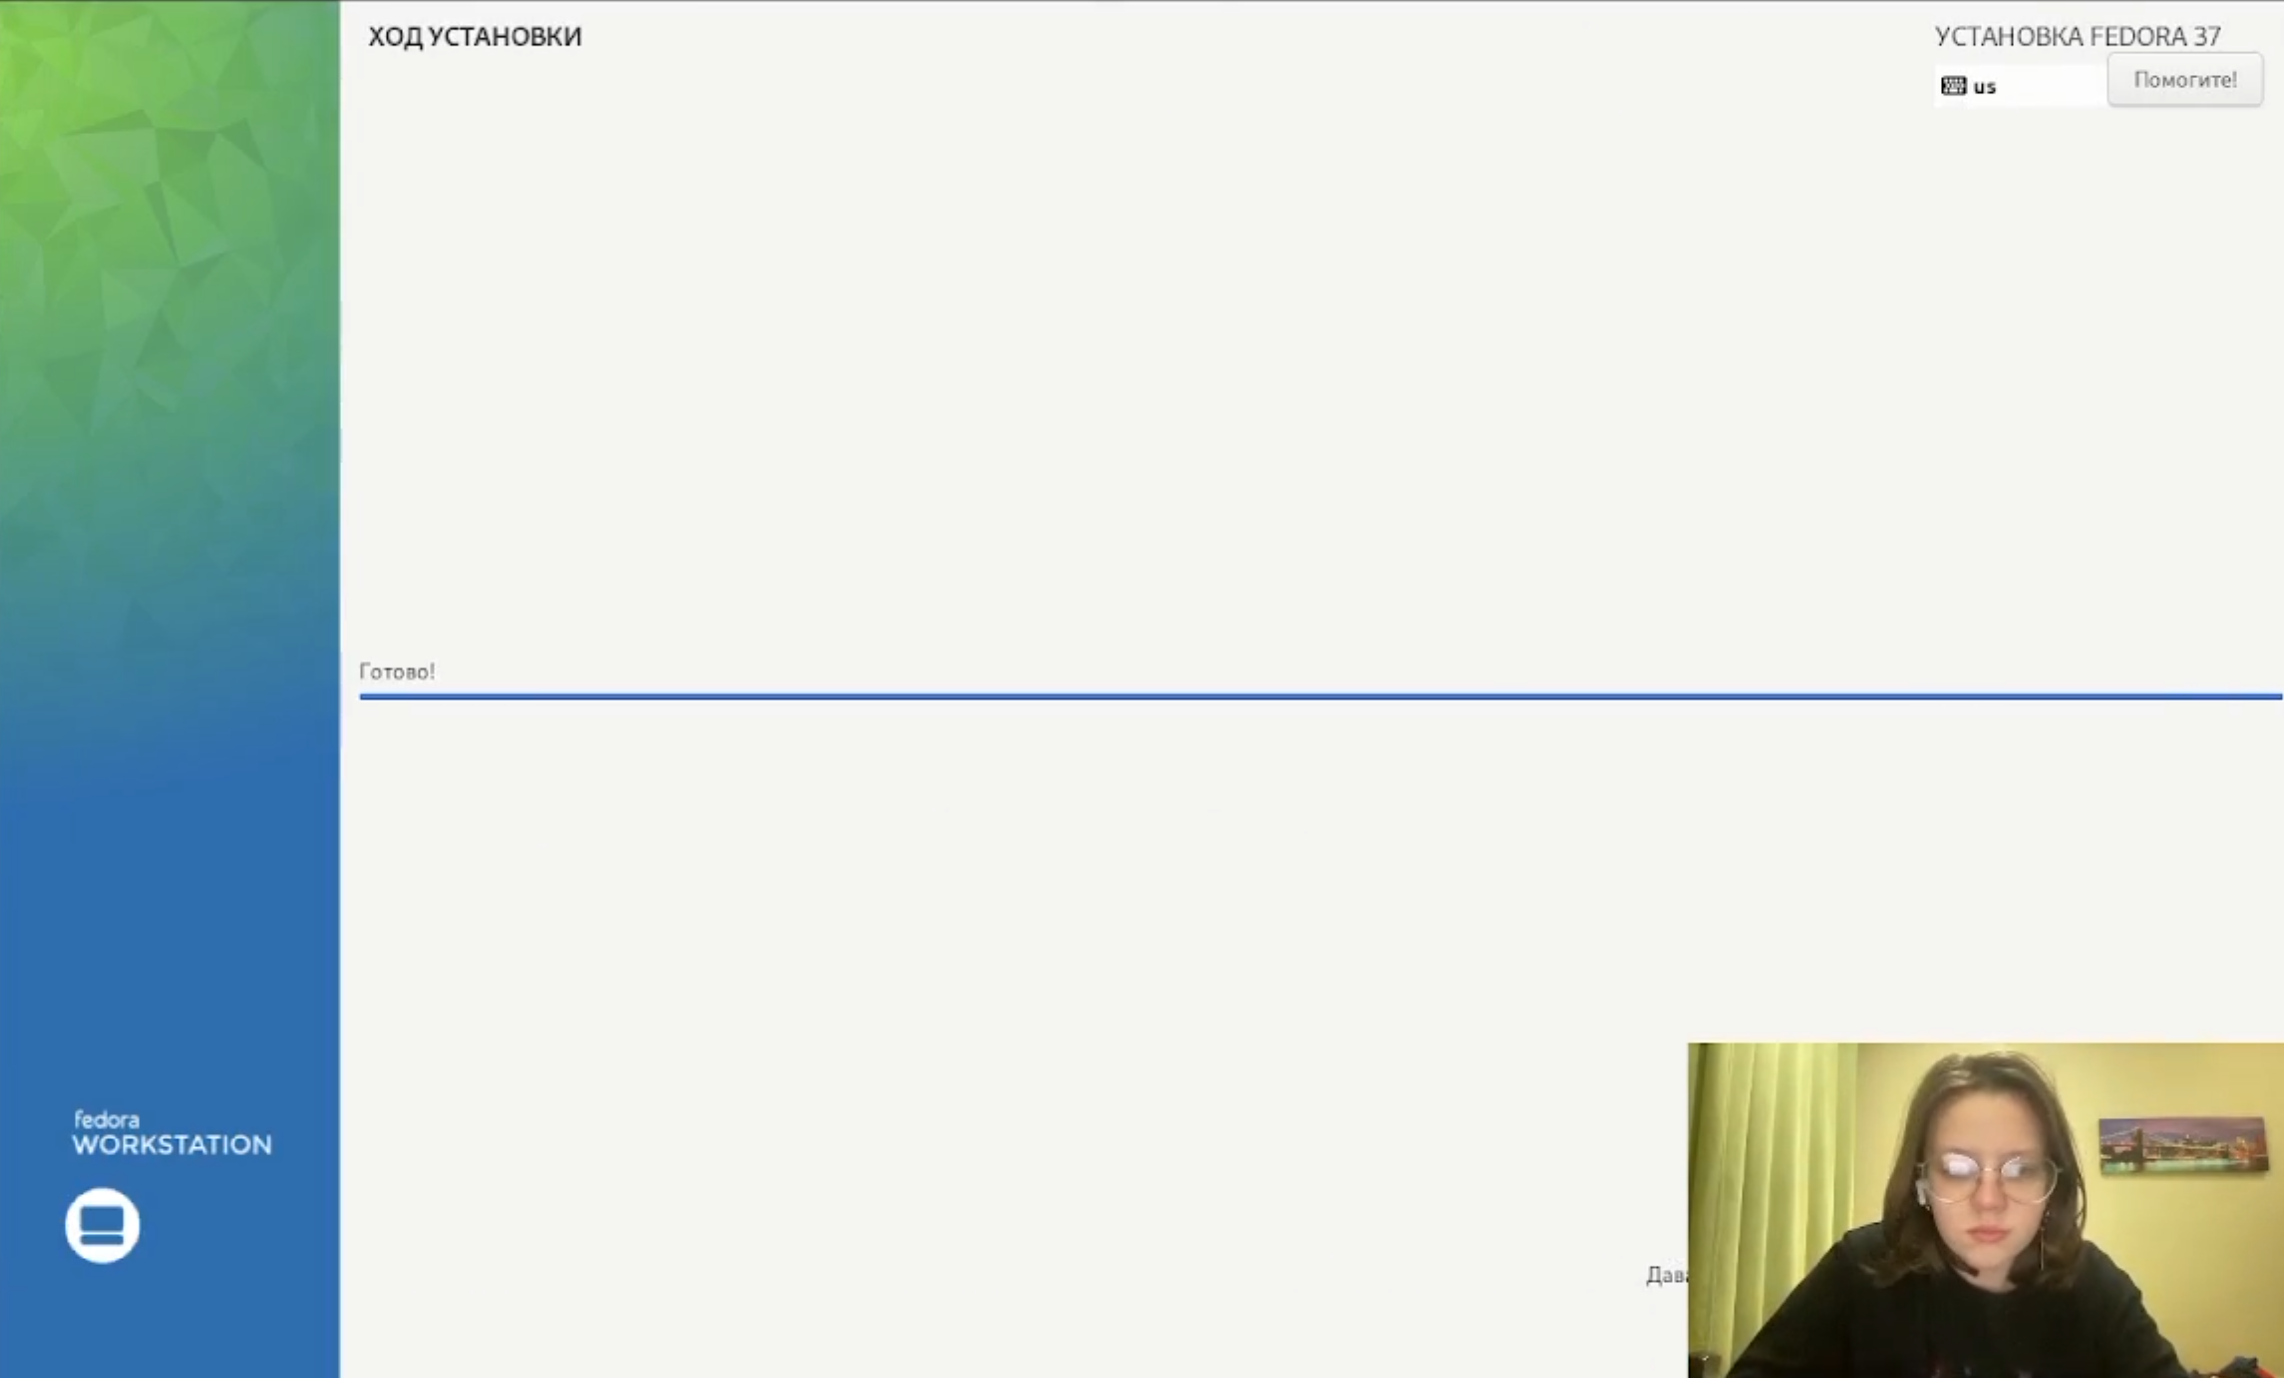 ХОД УСТАНОВКИ
УСТАНОВКА FEDORA 37
us
Помогите!
Готово!
fedora
WORKSTATION